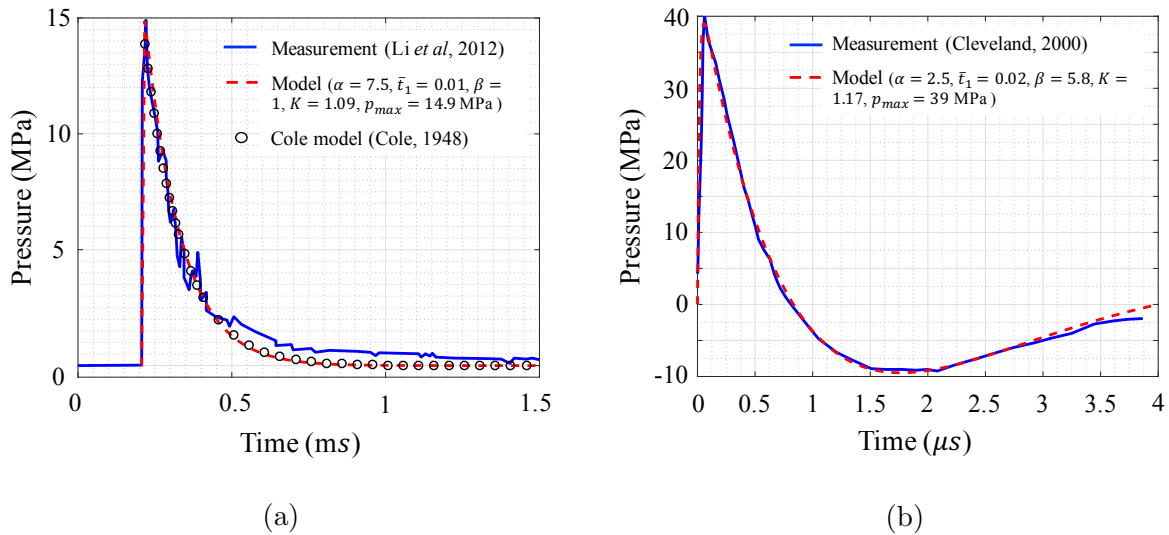 15
10
5
0
Pressure (MPa)
Measurement (Li et al, 2012)
Model (α = 7.5, t̄₁ = 0.01, β =
1, K = 1.09, pₘₐₓ = 14.9 MPa )
Cole model (Cole, 1948)
0 0.5 1 1.5
Time (ms)
(a)
40
30
20
10
0
-10
Pressure (MPa)
Measurement (Cleveland, 2000)
Model (α = 2.5, t̄₁ = 0.02, β = 5.8, K =
1.17, pₘₐₓ = 39 MPa )
0 0.5 1 1.5 2 2.5 3 3.5 4
Time (μs)
(b)